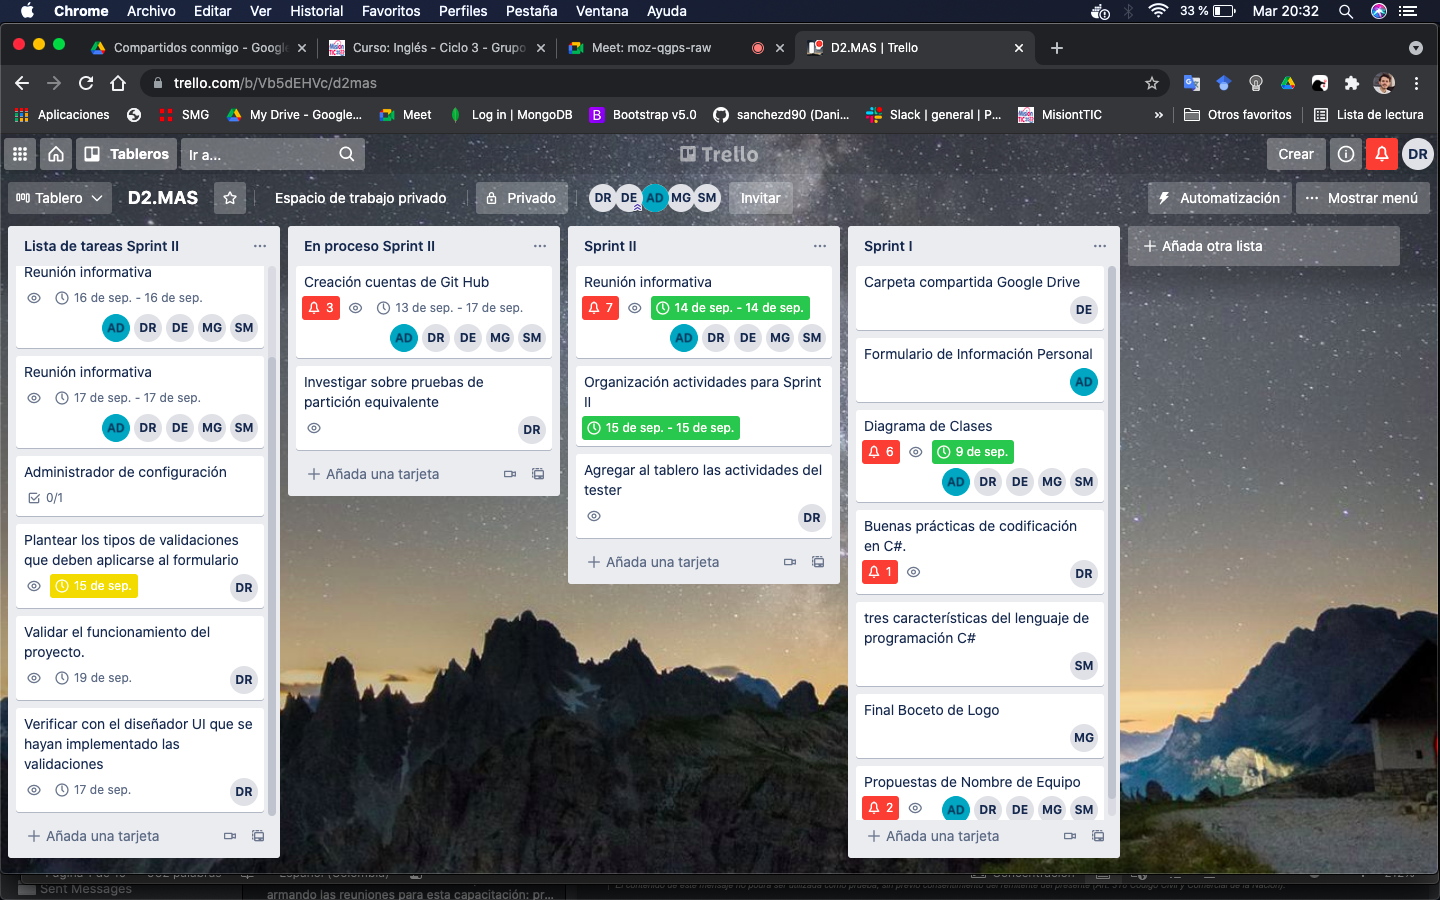 Chrome Archivo Editar Ver Historial Favoritos Perfiles Pestaña Ventana Ayuda 33 % Mar 20:32
Compartidos conmigo - Google
Curso: Inglés - Ciclo 3 - Grupo
Meet: moz-qgps-raw
D2.MAS | Trello
trello.com/b/Vb5dEHVc/d2mas
Aplicaciones SMG My Drive - Google... Meet Log in | MongoDB Bootstrap v5.0 sanchezd90 (Dani... Slack | general | P... MisiontTIC » Otros favoritos Lista de lectura
Tableros Ir a... Trello Crear DR
Tablero D2.MAS Espacio de trabajo privado Privado DR DE AD MG SM Invitar Automatización ... Mostrar menú
Lista de tareas Sprint II ...
Reunión informativa
16 de sep. - 16 de sep.
AD DR DE MG SM
Reunión informativa
17 de sep. - 17 de sep.
AD DR DE MG SM
Administrador de configuración
0/1
Plantear los tipos de validaciones
que deben aplicarse al formulario
15 de sep. DR
Validar el funcionamiento del
proyecto.
19 de sep. DR
Verificar con el diseñador UI que se
hayan implementado las
validaciones
17 de sep. DR
+ Añada una tarjeta
En proceso Sprint II ...
Creación cuentas de Git Hub
3 13 de sep. - 17 de sep.
AD DR DE MG SM
Investigar sobre pruebas de
partición equivalente
DR
+ Añada una tarjeta
Sprint II ...
Reunión informativa
7 14 de sep. - 14 de sep.
AD DR DE MG SM
Organización actividades para Sprint
II
15 de sep. - 15 de sep.
Agregar al tablero las actividades del
tester
DR
+ Añada una tarjeta
Sprint I ...
Carpeta compartida Google Drive
DE
Formulario de Información Personal
AD
Diagrama de Clases
6 9 de sep.
AD DR DE MG SM
Buenas prácticas de codificación
en C#.
1 DR
tres características del lenguaje de
programación C#
SM
Final Boceto de Logo
MG
Propuestas de Nombre de Equipo
2 AD DR DE MG SM
+ Añada una tarjeta
+ Añada otra lista
Sent Messages
armando las reuniones para esta capacitación: pr...